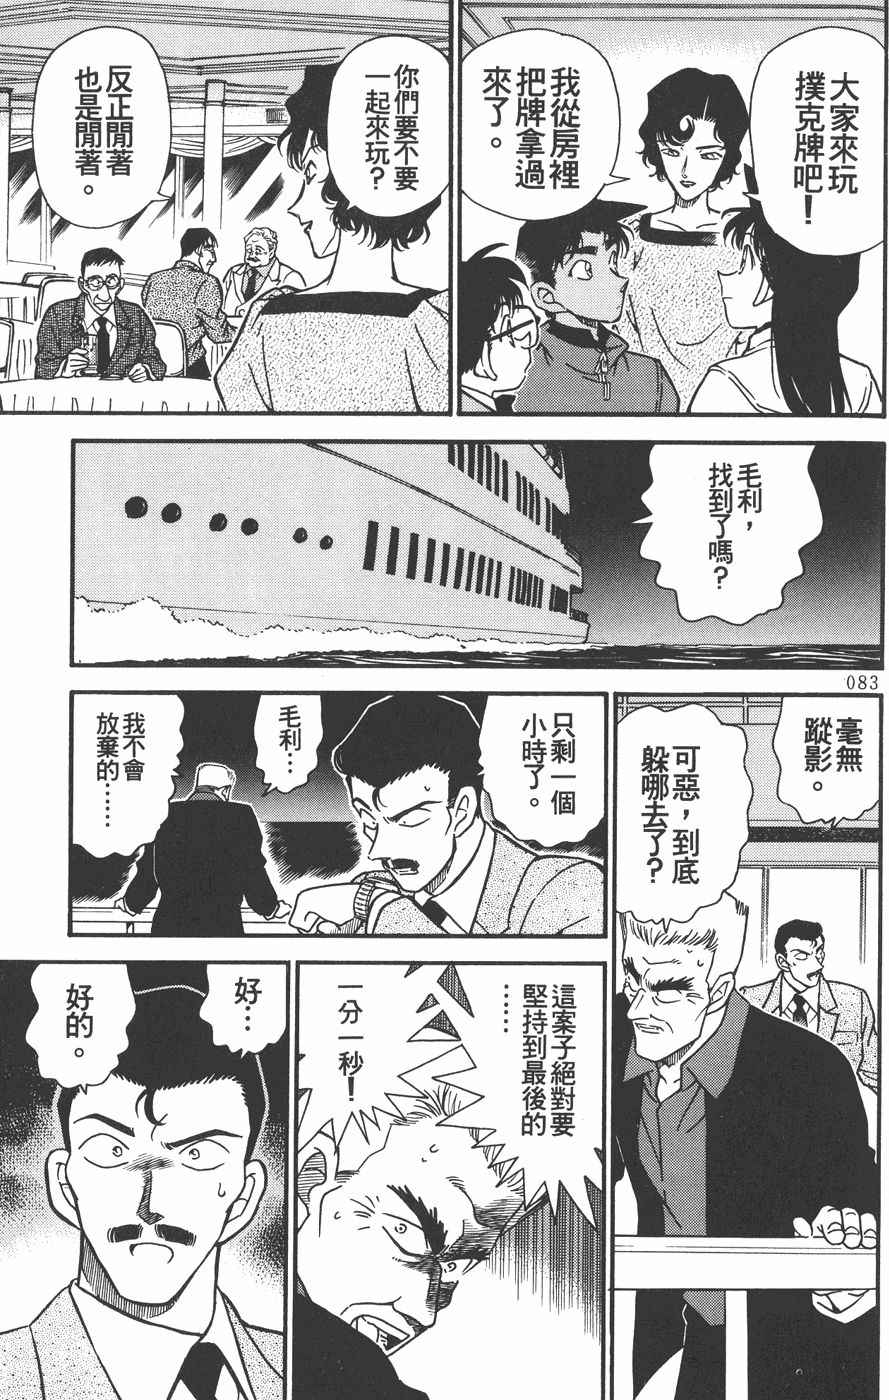 大家來玩
撲克牌吧！
我從房裡
把牌拿過
來了。
你們要不要
一起來玩？
反正閒著
也是閒著。
毛利，
找到了嗎？
083
毫無
蹤影。
可惡，到底
躲哪去了？
只剩一個
小時了。
毛利…
我不會
放棄的……
這案子絕對要
堅持到最後的
……
一分一秒！
好…
好的。